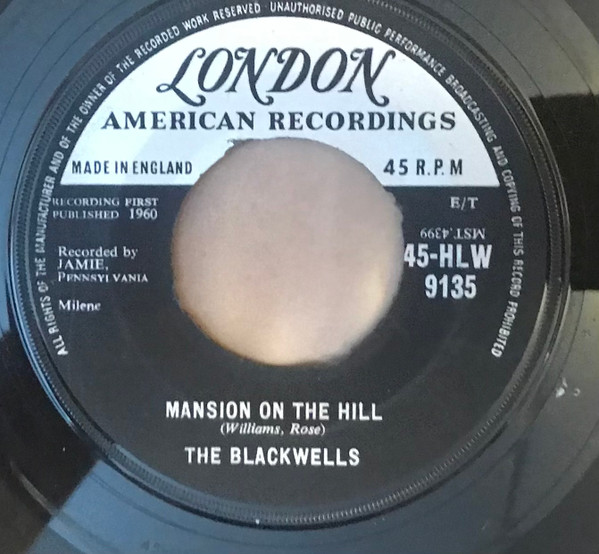 ALL RIGHTS OF THE MANUFACTURER AND OF THE OWNER OF THE RECORDED WORK RESERVED UNAUTHORISED PUBLIC PERFORMANCE BROADCASTING AND COPYING OF THIS RECORD PROHIBITED
LONDON
AMERICAN RECORDINGS
MADE IN ENGLAND
45 R.P.M
RECORDING FIRST
PUBLISHED 1960
E/T
MST.4399
Recorded by
JAMIE,
PENNSYLVANIA
45-HLW
9135
Milene
MANSION ON THE HILL
(Williams, Rose)
THE BLACKWELLS